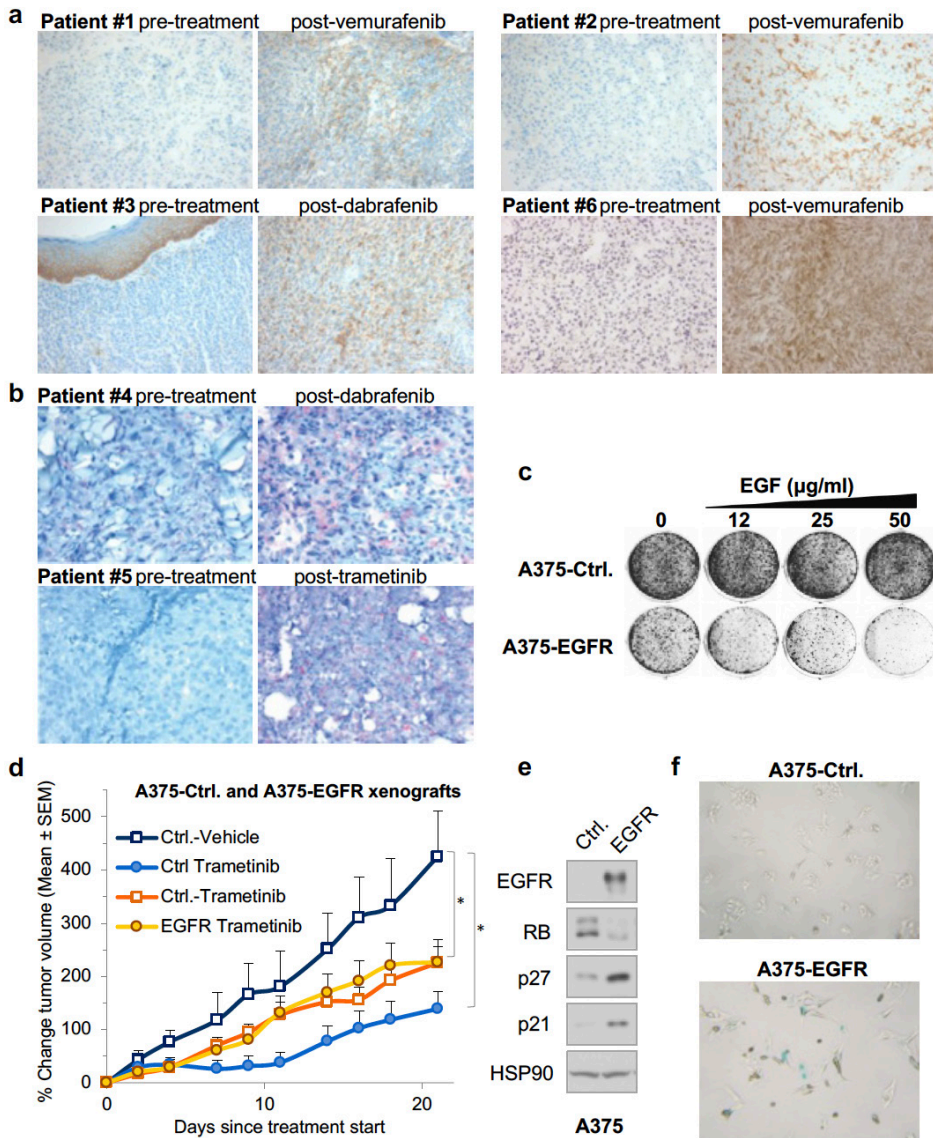 a
Patient #1 pre-treatment post-vemurafenib
Patient #2 pre-treatment post-vemurafenib
Patient #3 pre-treatment post-dabrafenib
Patient #6 pre-treatment post-vemurafenib
b
Patient #4 pre-treatment post-dabrafenib
Patient #5 pre-treatment post-trametinib
c
EGF (µg/ml)
0 12 25 50
A375-Ctrl.
A375-EGFR
d
A375-Ctrl. and A375-EGFR xenografts
% Change tumor volume (Mean ± SEM)
500
400
300
200
100
0
Ctrl.-Vehicle
Ctrl Trametinib
Ctrl.-Trametinib
EGFR Trametinib
*
*
0 10 20
Days since treatment start
e
Ctrl. EGFR
EGFR
RB
p27
p21
HSP90
A375
f
A375-Ctrl.
A375-EGFR